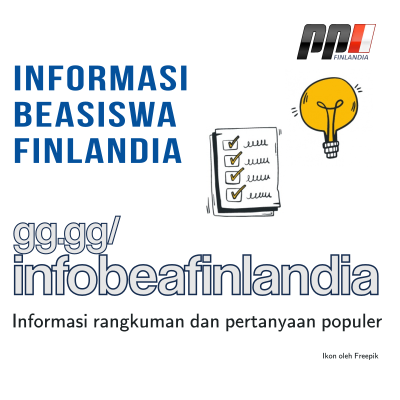 PPI
FINLANDIA
INFORMASI
BEASISWA
FINLANDIA
gg.gg/
infobeafinlandia
Informasi rangkuman dan pertanyaan populer
Ikon oleh Freepik